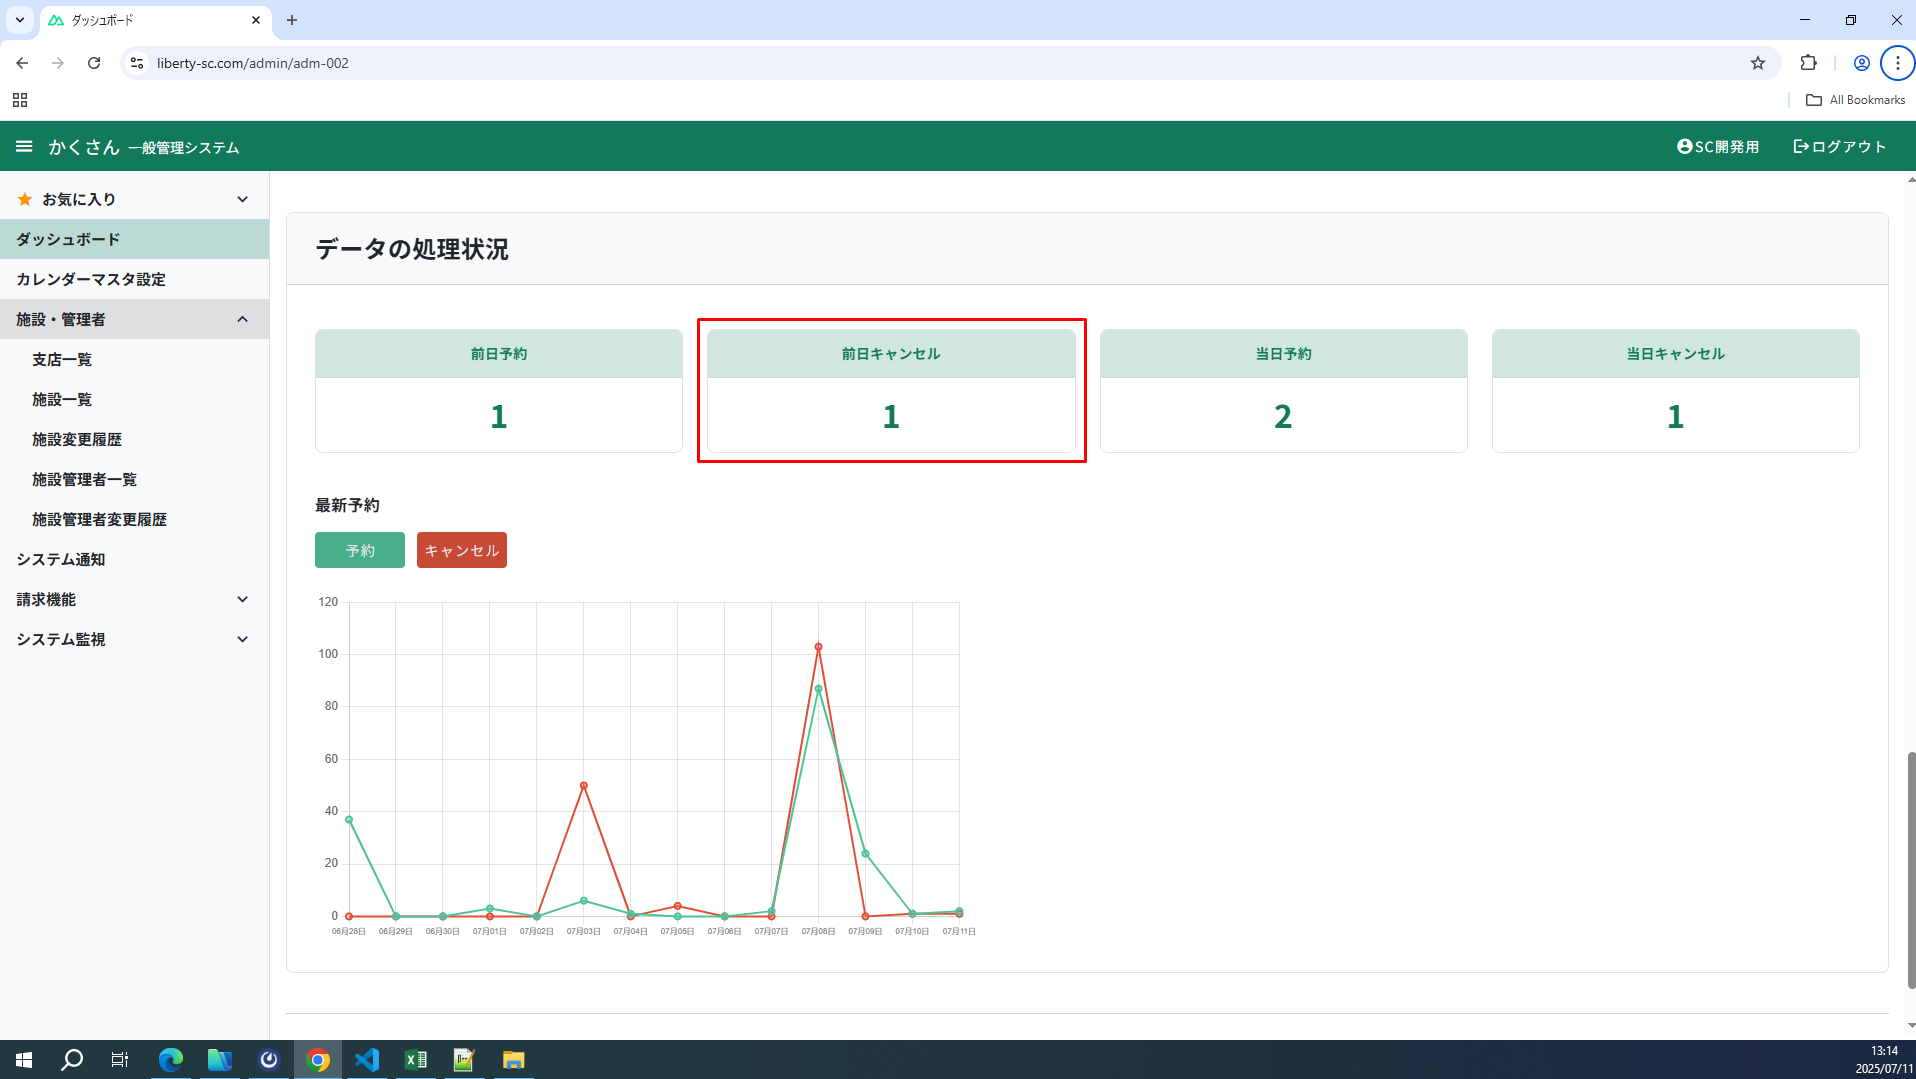 ダッシュボード
liberty-sc.com/admin/adm-002
All Bookmarks
かくさん 一般管理システム
SC開発用
ログアウト
お気に入り
ダッシュボード
カレンダーマスタ設定
施設・管理者
支店一覧
施設一覧
施設変更履歴
施設管理者一覧
施設管理者変更履歴
システム通知
請求機能
システム監視
データの処理状況
前日予約
1
前日キャンセル
1
当日予約
2
当日キャンセル
1
最新予約
予約
キャンセル
120
100
80
60
40
20
0
06月28日 06月29日 06月30日 07月01日 07月02日 07月03日 07月04日 07月05日 07月06日 07月07日 07月08日 07月09日 07月10日 07月11日
13:14
2025/07/11